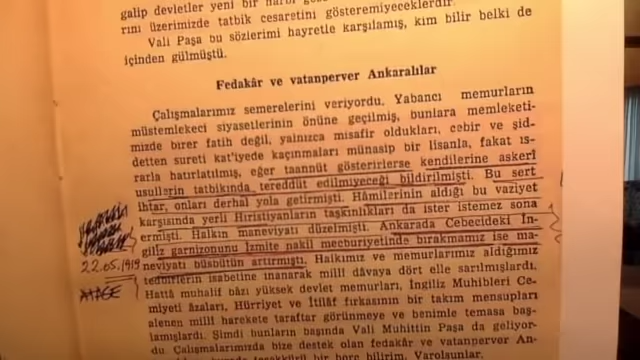 galip devletler yeni bir harbi
rını üzerimizde tatbik cesaretini gösteremiyeceklerdir.
Vali Paşa bu sözlerimi hayretle karşılamış, kim bilir belki de
içinden gülmüştü.
Fedakâr ve vatanperver Ankaralılar
Çalışmalarımız semerelerini veriyordu. Yabancı memurların
müstemlekeci siyasetlerinin önüne geçilmiş, bunlara memleketi-
mizde birer fatih değil, yalnızca misafir oldukları, cebir ve şid-
detten sureti kat'iyede kaçınmaları münasip bir lisanla, fakat ıs-
rarla hatırlatılmış, eğer taannüt gösterirlerse kendilerine askerî
usullerin tatbikında tereddüt edilmiyeceği bildirilmişti. Bu sert
ihtar, onları derhal yola getirmişti. Hâmilerinin aldığı bu vaziyet
karşısında yerli Hıristiyanların taşkınlıkları da ister istemez sona
ermişti. Halkın maneviyatı düzelmişti. Ankarada Cebecideki İn-
giliz garnizonunu İzmite nakil mecburiyetinde bırakmamız ise ma-
22.05.1919
neviyatı büsbütün artırmıştı. Halkımız ve memurlarımız aldığımız
tedbirlerin isabetine inanarak millî dâvaya dört elle sarılmışlardı.
Hattâ muhalif bâzı yüksek devlet memurları, İngiliz Muhibleri Ce-
miyeti âzaları, Hürriyet ve İtilâf fırkasının bir takım mensupları
alenen millî harekete taraftar görünmeye ve benimle temasa baş-
lamışlardı. Şimdi bunların başında Vali Muhittin Paşa da geliyor-
du. Çalışmalarımızda bize destek olan fedakâr ve vatanperver An-
bir borç bilirim. Varolsunlar.